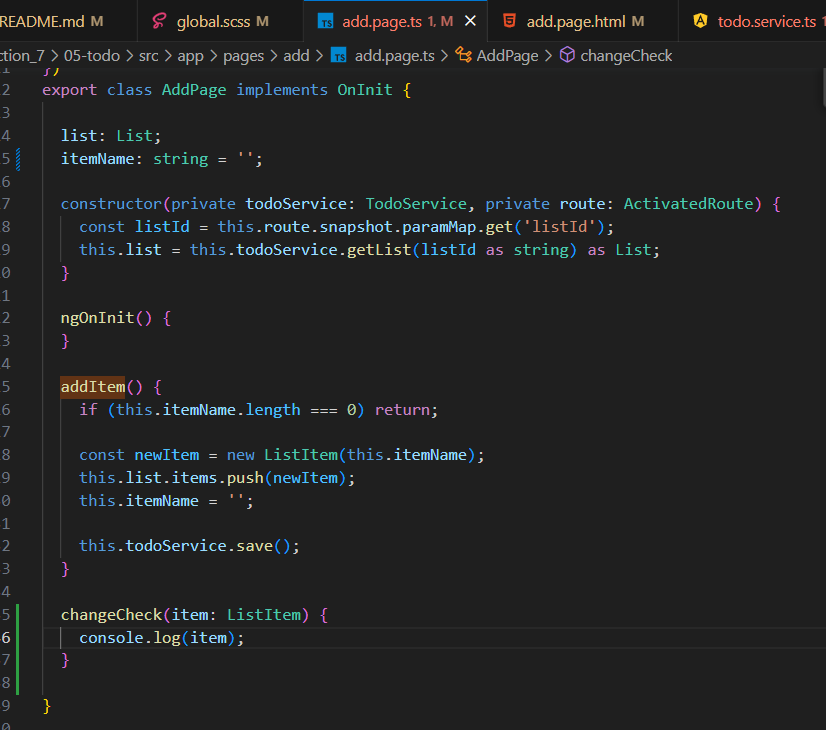 README.md M global.scss M TS add.page.ts 1, M × add.page.html M todo.service.ts 1
ction_7 > 05-todo > src > app > pages > add > TS add.page.ts > AddPage > changeCheck
1 })
2 export class AddPage implements OnInit {
3
4 list: List;
5 itemName: string = '';
6
7 constructor(private todoService: TodoService, private route: ActivatedRoute) {
8 const listId = this.route.snapshot.paramMap.get('listId');
9 this.list = this.todoService.getList(listId as string) as List;
0 }
1
2 ngOnInit() {
3 }
4
5 addItem() {
6 if (this.itemName.length === 0) return;
7
8 const newItem = new ListItem(this.itemName);
9 this.list.items.push(newItem);
0 this.itemName = '';
1
2 this.todoService.save();
3 }
4
5 changeCheck(item: ListItem) {
6 console.log(item);
7 }
8
9 }
0